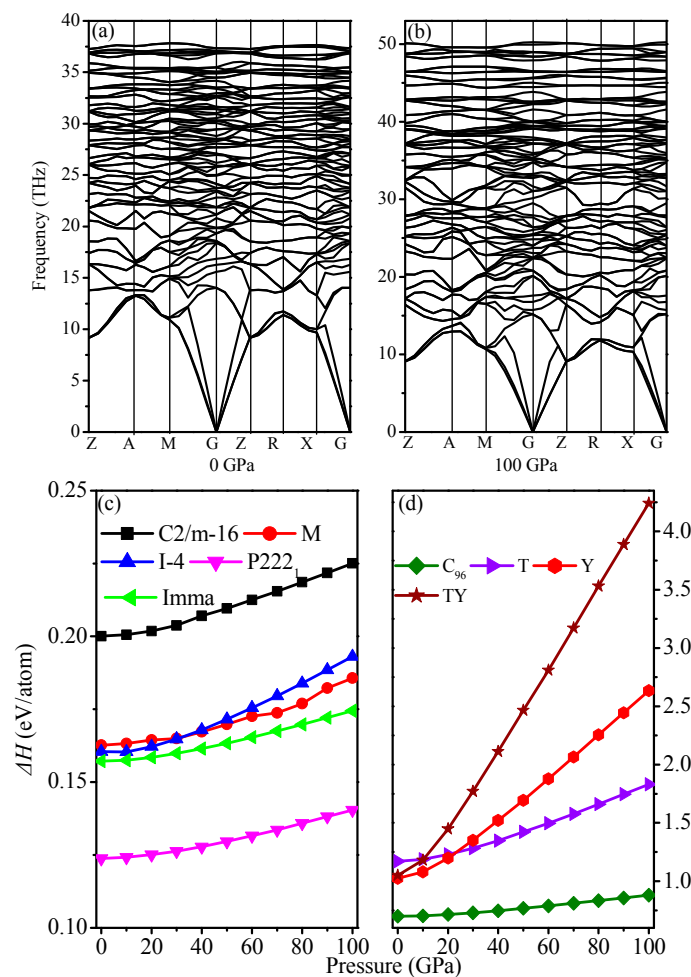 (a)
(b)
40
35
30
25
20
15
10
5
0
Frequency (THz)
50
40
30
20
10
0
Z A M G Z R X G
0 GPa
Z A M G Z R X G
100 GPa
(c)
C2/m-16 M
I-4 P222₁
Imma
0.25
0.20
0.15
0.10
ΔH (eV/atom)
0 20 40 60 80 100
(d)
C₉₆ T Y
TY
4.0
3.5
3.0
2.5
2.0
1.5
1.0
0 20 40 60 80 100
Pressure (GPa)